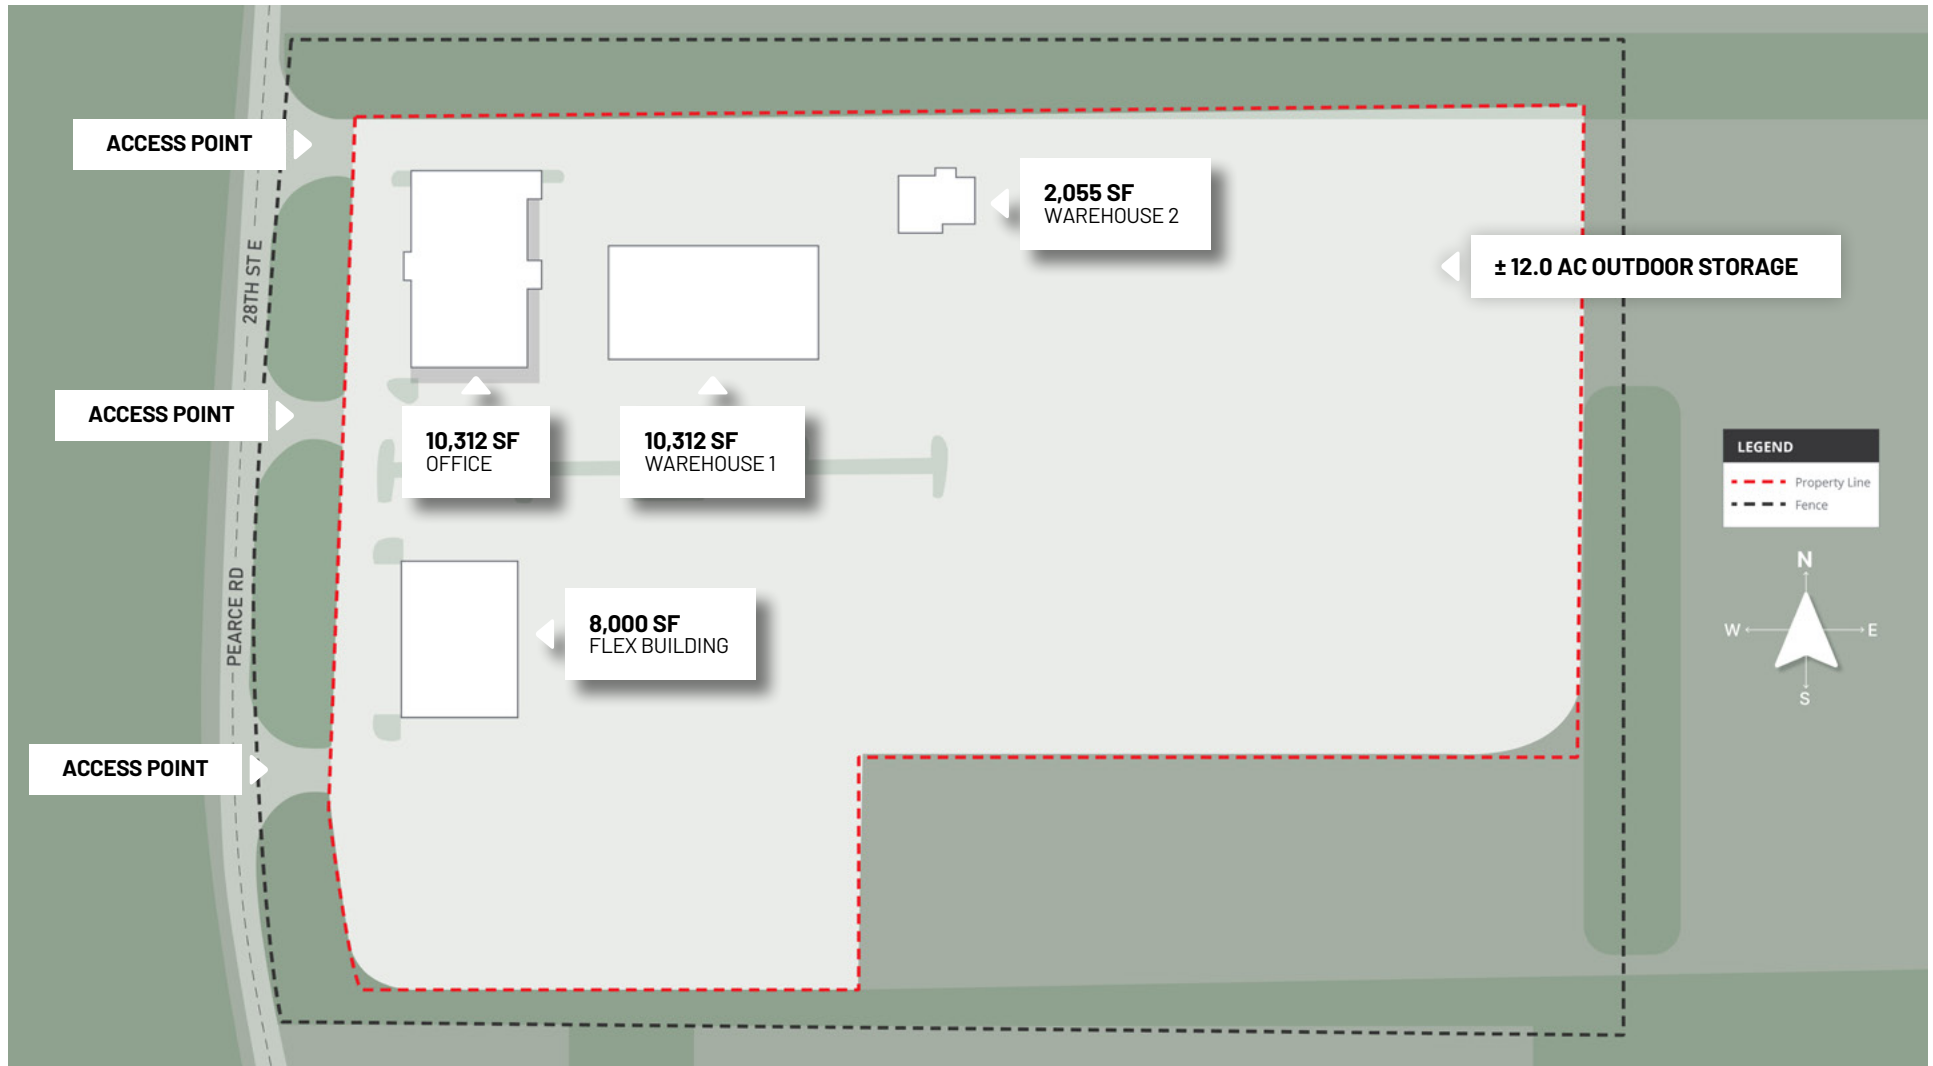 ACCESS POINT
2,055 SF
WAREHOUSE 2
28TH ST E
± 12.0 AC OUTDOOR STORAGE
ACCESS POINT
10,312 SF
OFFICE
10,312 SF
WAREHOUSE 1
LEGEND
Property Line
Fence
N
W
E
S
PEARCE RD
8,000 SF
FLEX BUILDING
ACCESS POINT